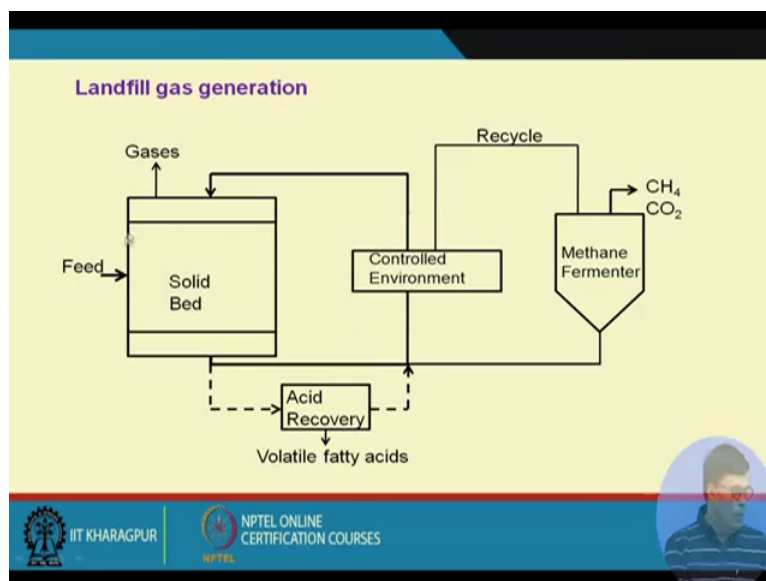 Landfill gas generation
Recycle
Gases
CH₄
CO₂
Feed
Solid
Bed
Controlled
Environment
Methane
Fermenter
Acid
Recovery
Volatile fatty acids
IIT KHARAGPUR
NPTEL
NPTEL ONLINE
CERTIFICATION COURSES